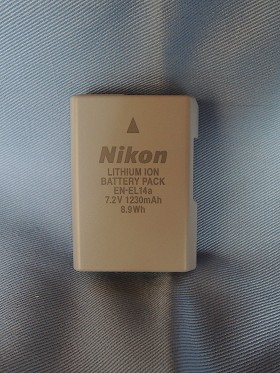 Nikon
LITHIUM ION
BATTERY PACK
EN-EL14a
7.2V 1230mAh
8.9Wh